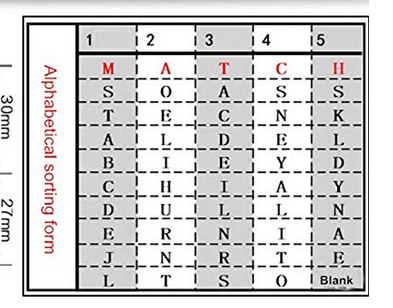 1 2 3 4 5
M A T C H
S O A S S
T E C N K
A L D E L
B I E Y D
C H I A Y
D U L L N
E R N I A
J N R T E
L T S O Blank
Alphabetical sorting form
30mm
27mm